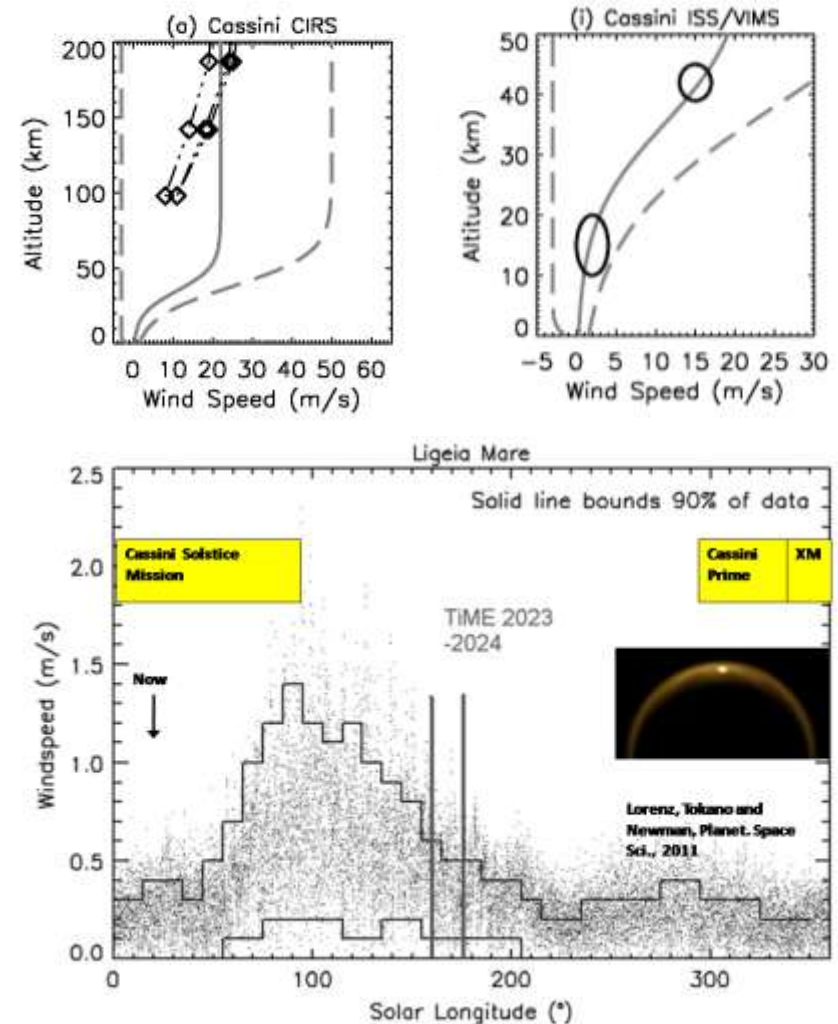 (a) Cassini CIRS
200
150
100
50
0
Altitude (km)
0 10 20 30 40 50 60
Wind Speed (m/s)
(i) Cassini ISS/VIMS
50
40
30
20
10
0
Altitude (km)
-5 0 5 10 15 20 25 30
Wind Speed (m/s)
Ligeia Mare
Solid line bounds 90% of data
2.5
2.0
1.5
1.0
0.5
0.0
Windspeed (m/s)
Cassini Solstice
Mission
Cassini
Prime
XM
TiME 2023
-2024
Now
Lorenz, Tokano and
Newman, Planet. Space
Sci., 2011
0 100 200 300
Solar Longitude (°)